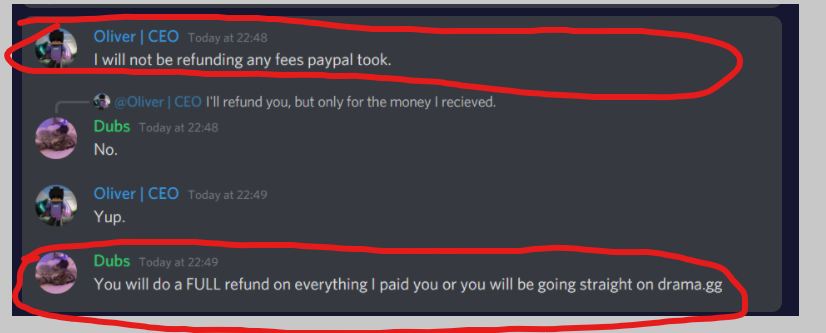 Oliver | CEO Today at 22:48
I will not be refunding any fees paypal took.
@Oliver | CEO I'll refund you, but only for the money I recieved.
Dubs Today at 22:48
No.
Oliver | CEO Today at 22:49
Yup.
Dubs Today at 22:49
You will do a FULL refund on everything I paid you or you will be going straight on drama.gg